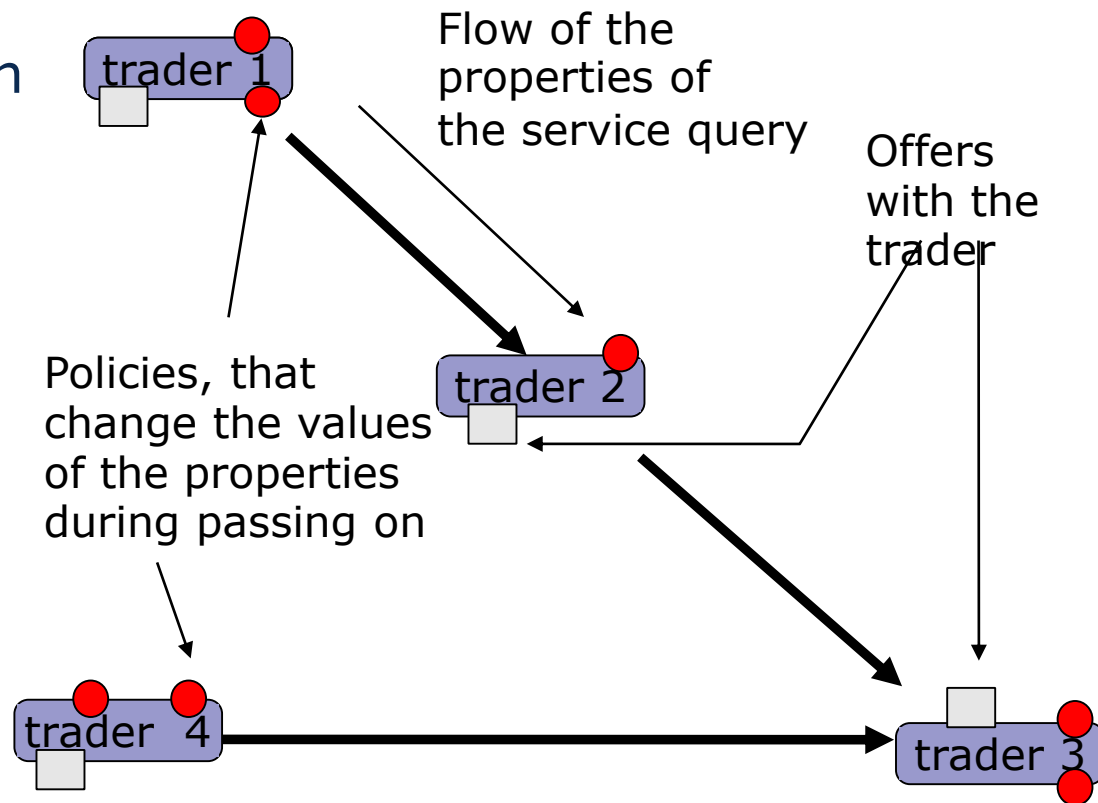 n
trader 1
Flow of the
properties of
the service query
Offers
with the
trader
Policies, that
change the values
of the properties
during passing on
trader 2
trader 4
trader 3